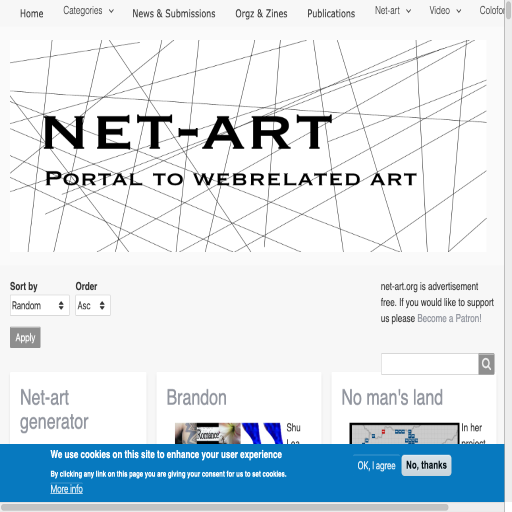 Home Categories News & Submissions Orgz & Zines Publications Net-art Video Colofor
NET-ART
PORTAL TO WEBRELATED ART
Sort by Order
Random Asc
Apply
net-art.org is advertisement
free. If you would like to support
us please Become a Patron!
Net-art
generator
Brandon
Romance!
Shu
Lea
No man's land
In her
project
We use cookies on this site to enhance your user experience
By clicking any link on this page you are giving your consent for us to set cookies.
More info
OK, I agree No, thanks